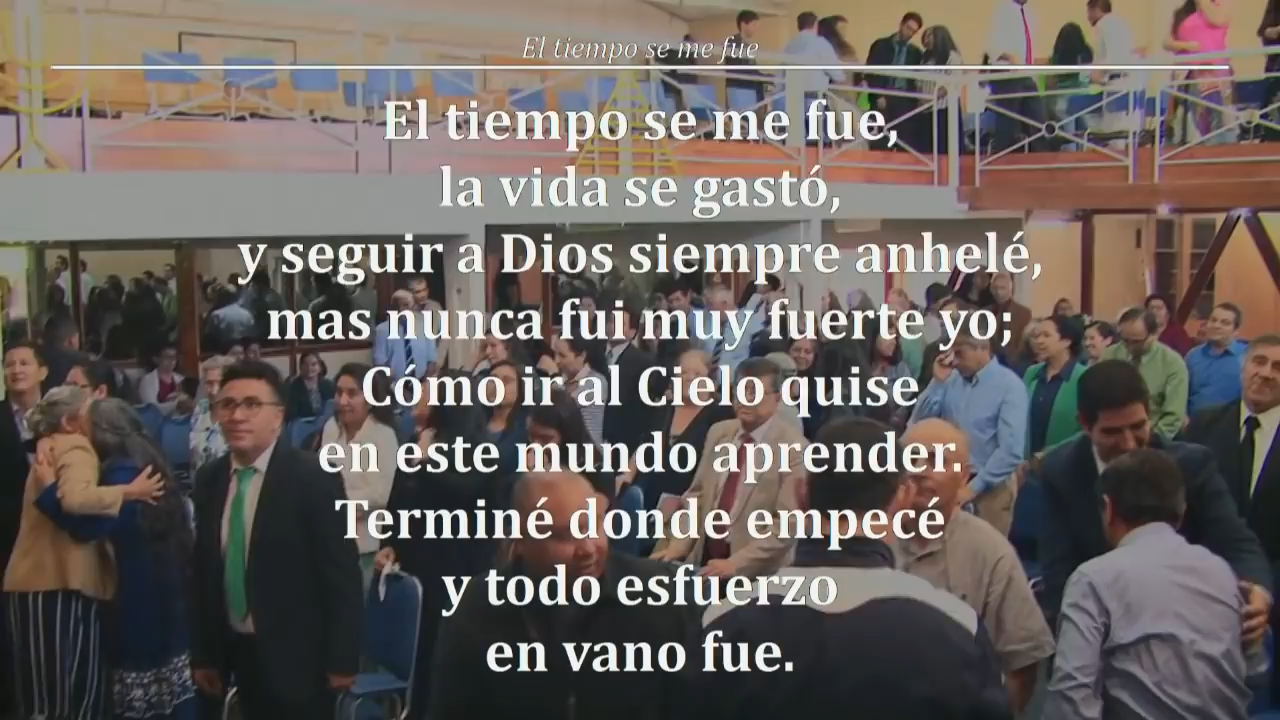 El tiempo se me fue
El tiempo se me fue,
la vida se gastó,
y seguir a Dios siempre anhelé,
mas nunca fui muy fuerte yo;
Cómo ir al Cielo quise
en este mundo aprender.
Terminé donde empecé
y todo esfuerzo
en vano fue.